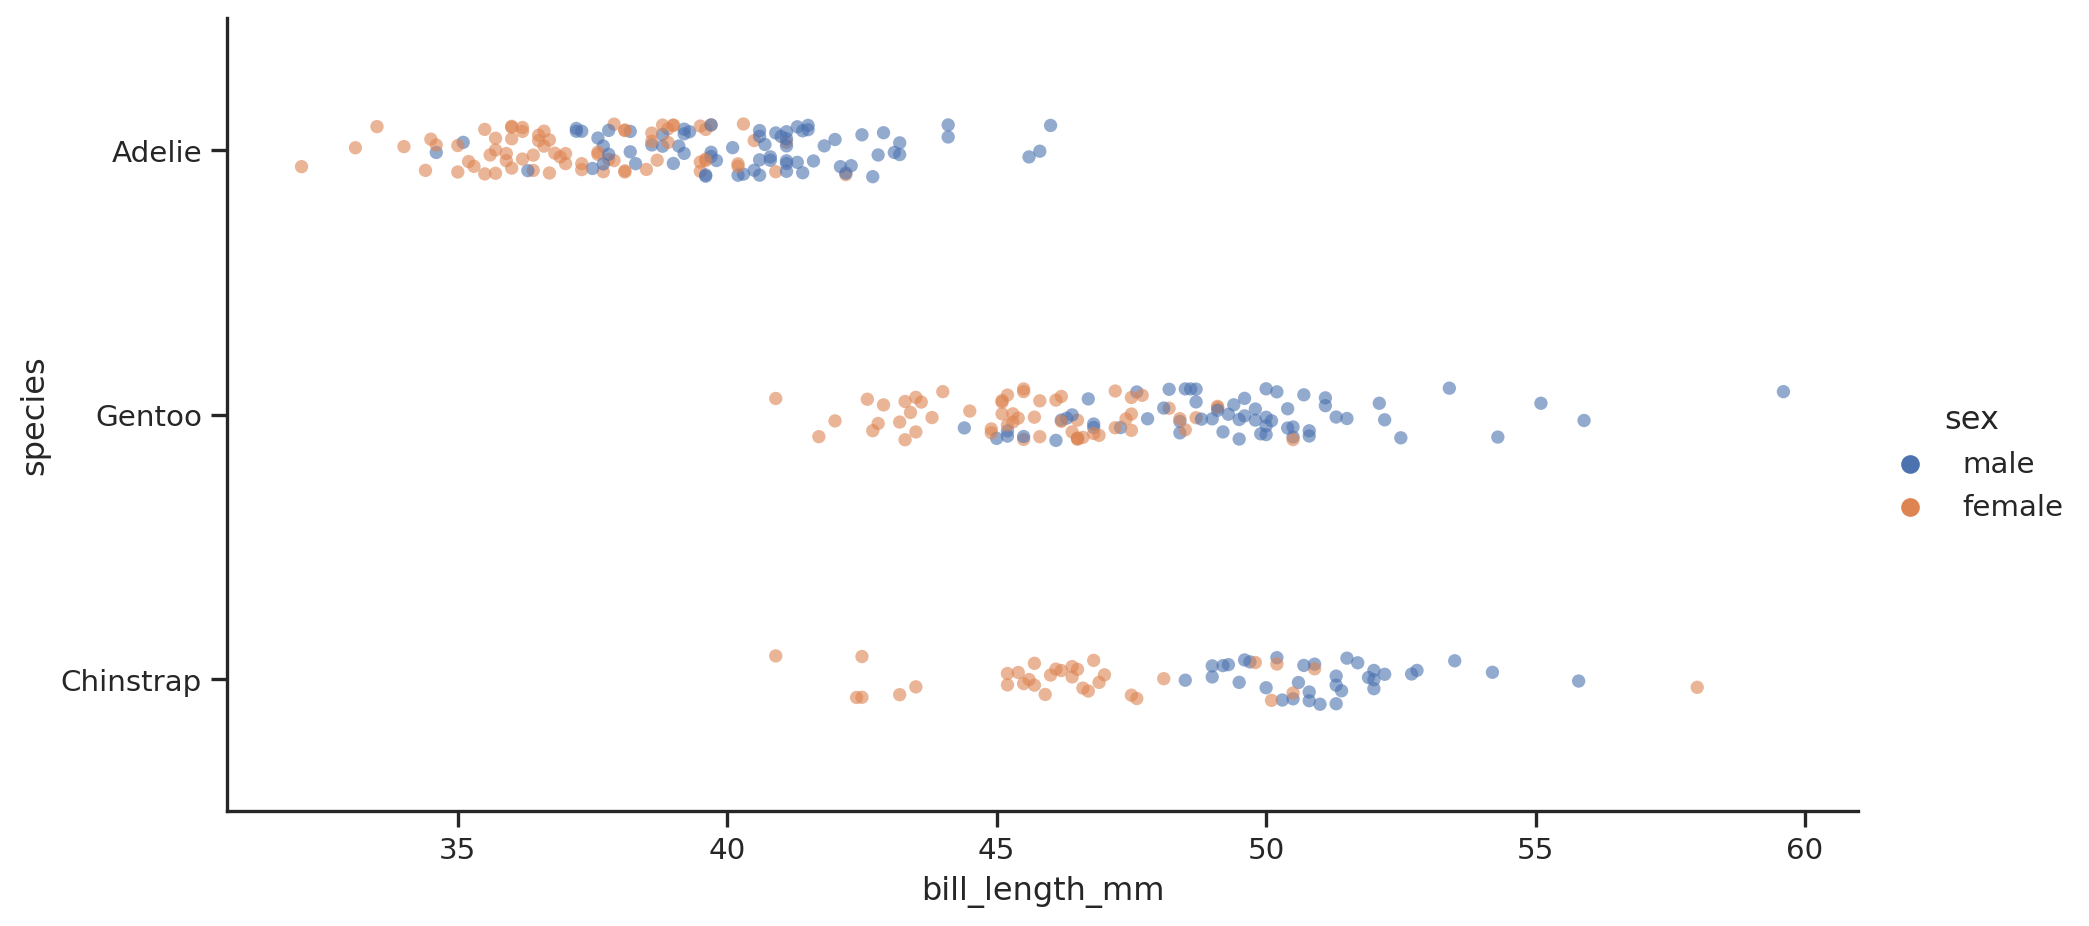 species
Adelie
Gentoo
Chinstrap
35 40 45 50 55 60
bill_length_mm
sex
male
female